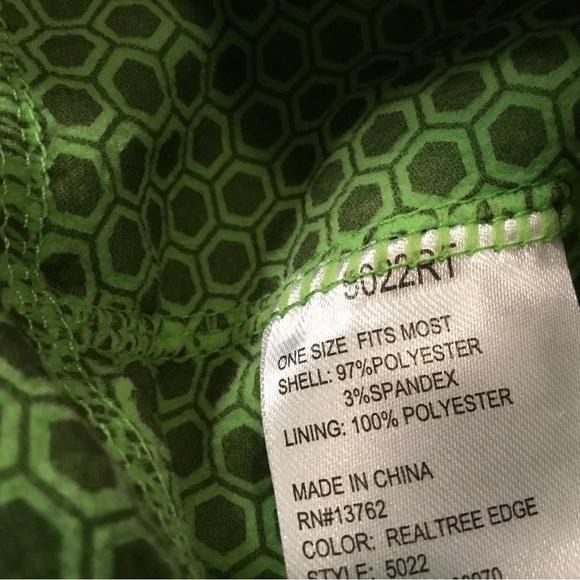 5022RT
ONE SIZE FITS MOST
SHELL: 97%POLYESTER
3%SPANDEX
LINING: 100% POLYESTER
MADE IN CHINA
RN#13762
COLOR: REALTREE EDGE
STYLE: 5022